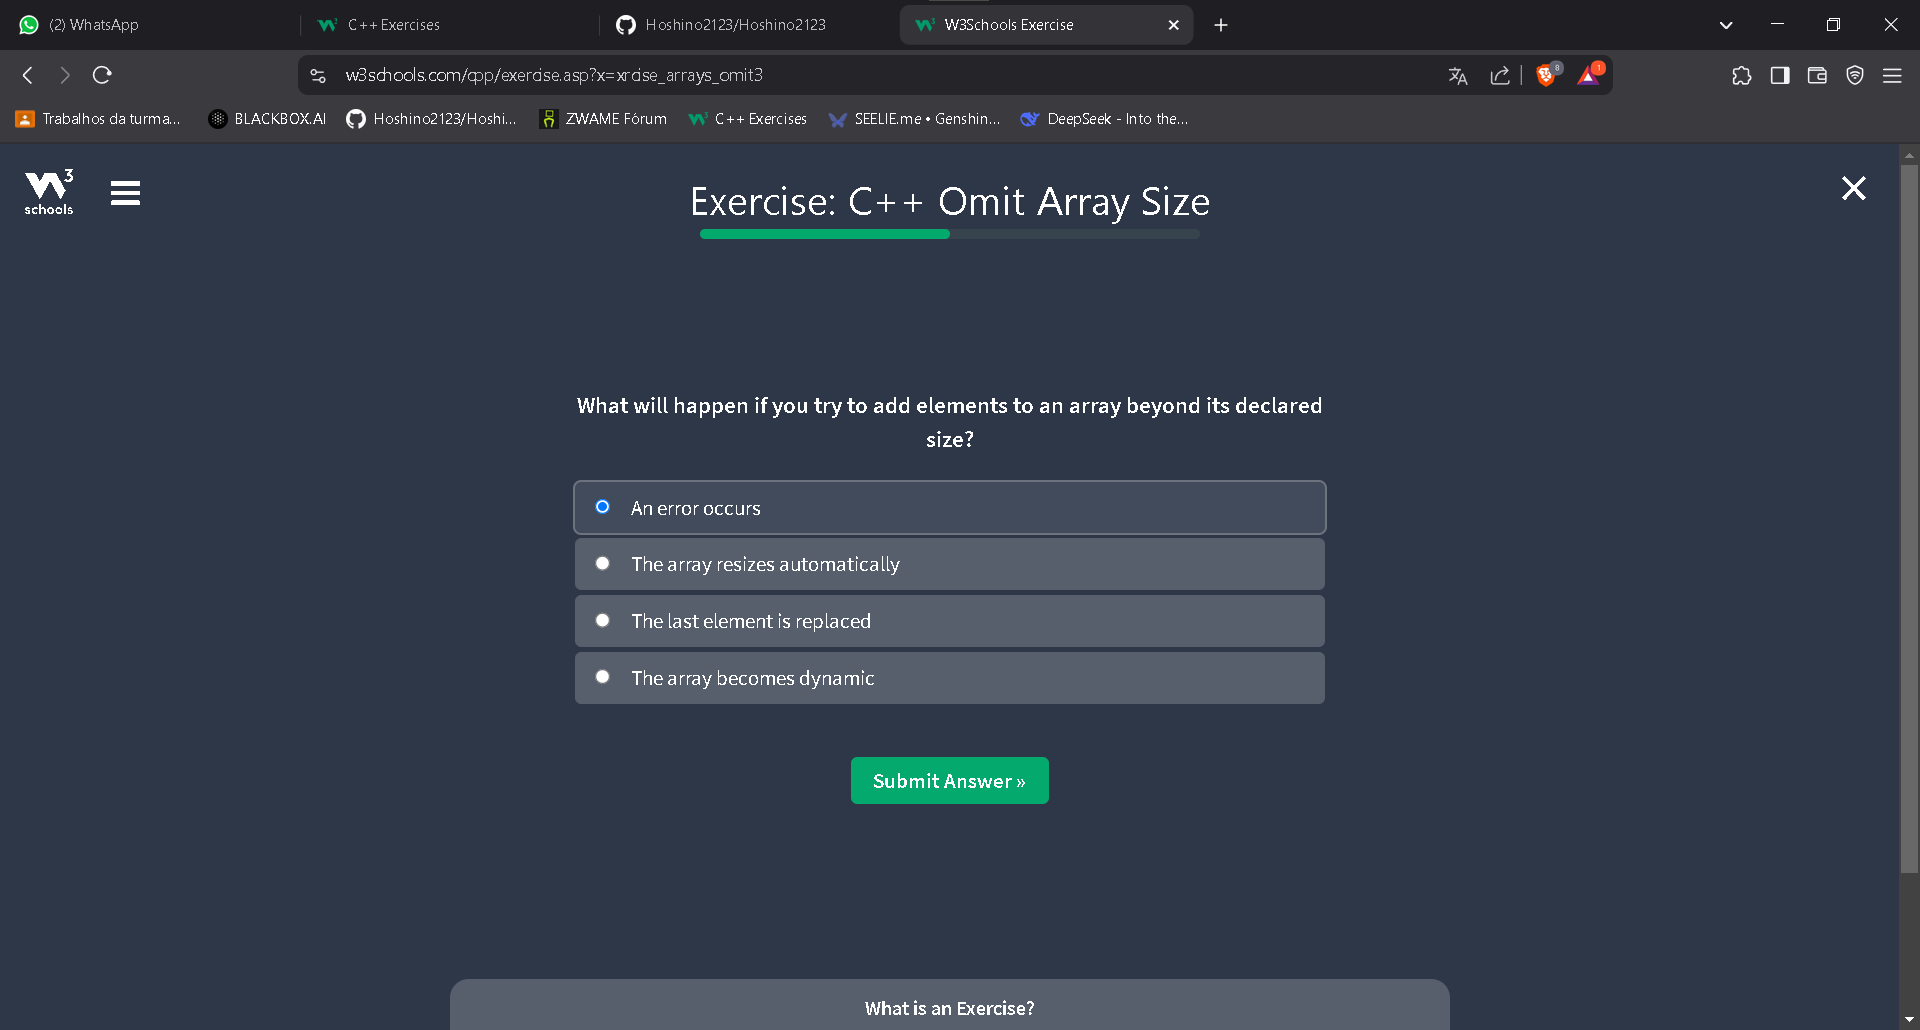 (2) WhatsApp
C++ Exercises
Hoshino2123/Hoshino2123
W3Schools Exercise
w3schools.com/cpp/exercise.asp?x=xrcise_arrays_omit3
8
1
Trabalhos da turma...
BLACKBOX.AI
Hoshino2123/Hoshi...
ZWAME Fórum
C++ Exercises
SEELIE.me • Genshin...
DeepSeek - Into the...
3
schools
Exercise: C++ Omit Array Size
What will happen if you try to add elements to an array beyond its declared
size?
An error occurs
The array resizes automatically
The last element is replaced
The array becomes dynamic
Submit Answer »
What is an Exercise?